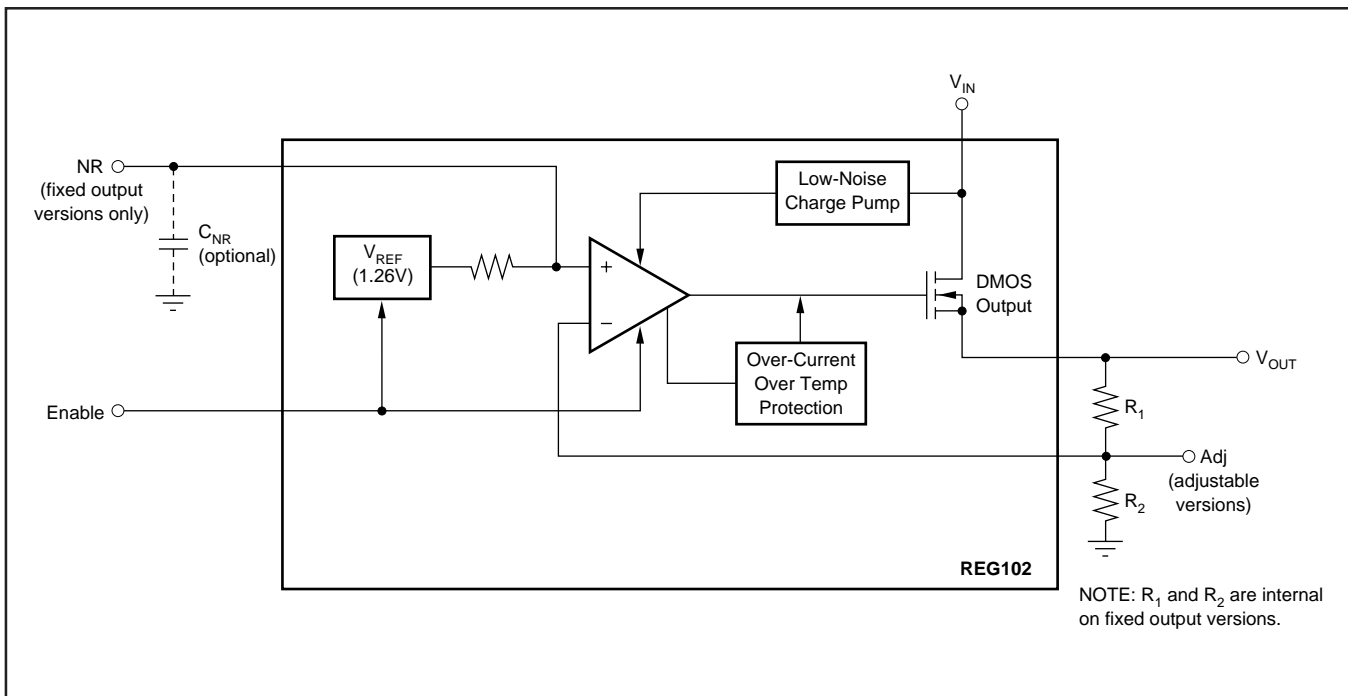 V_IN
NR
(fixed output
versions only)
C_NR
(optional)
Low-Noise
Charge Pump
V_REF
(1.26V)
+
−
DMOS
Output
Over-Current
Over Temp
Protection
V_OUT
R_1
Enable
Adj
(adjustable
versions)
R_2
REG102
NOTE: R_1 and R_2 are internal
on fixed output versions.